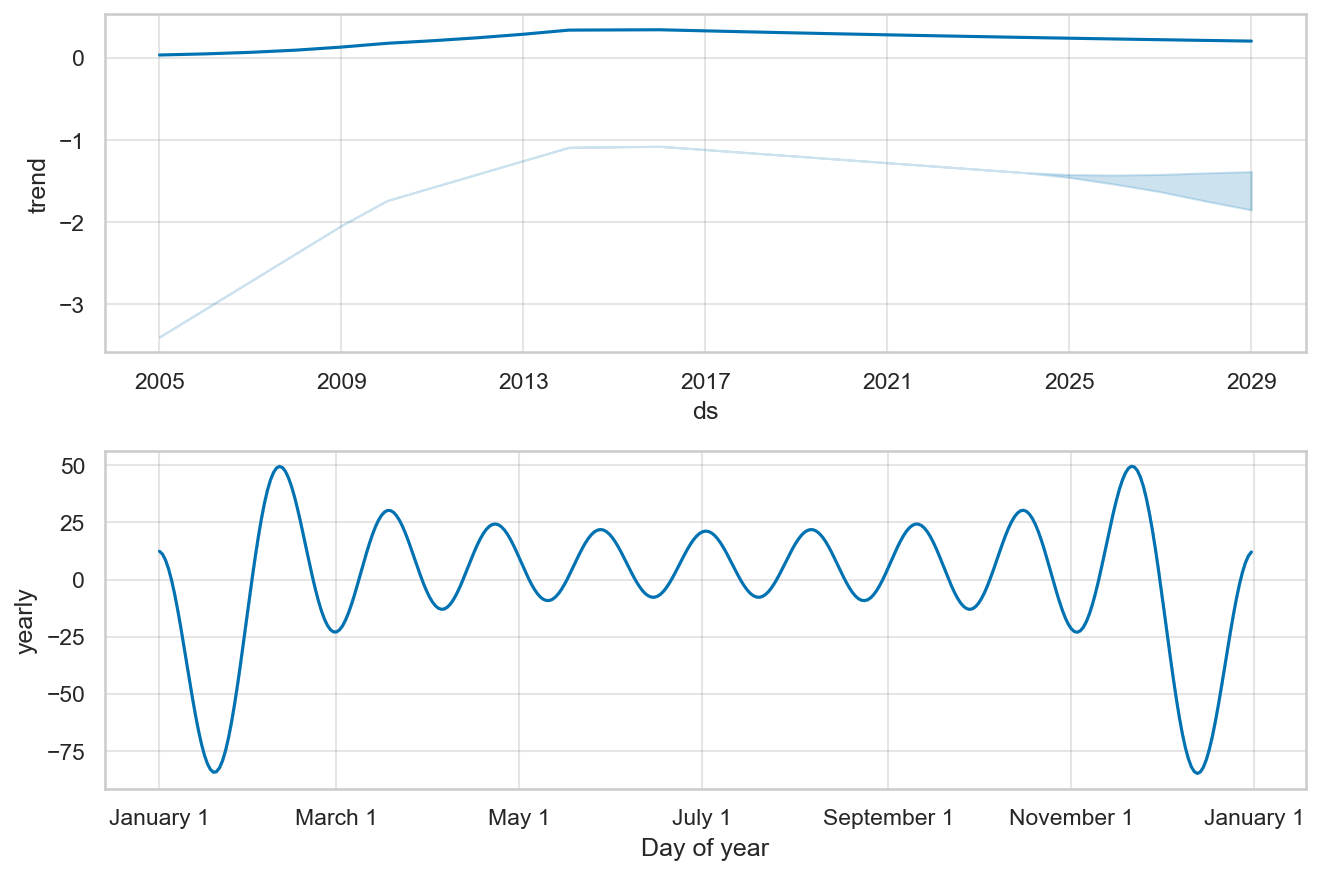 0
−1
−2
−3
trend
2005 2009 2013 2017 2021 2025 2029
ds
50
25
0
−25
−50
−75
yearly
January 1 March 1 May 1 July 1 September 1 November 1 January 1
Day of year